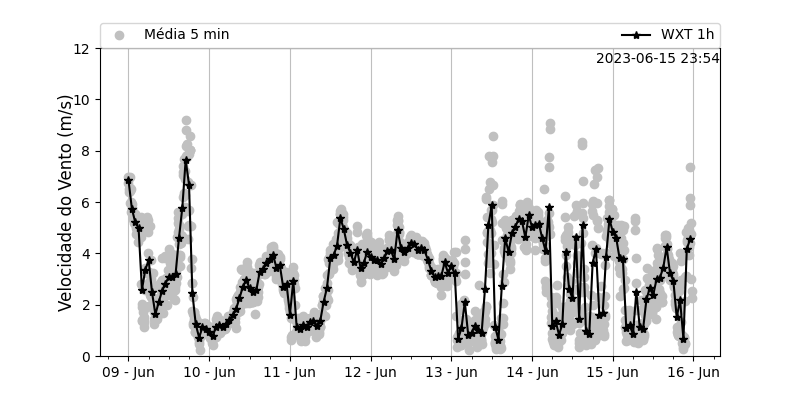 Média 5 min
WXT 1h
2023-06-15 23:54
Velocidade do Vento (m/s)
12
10
8
6
4
2
0
09 - Jun 10 - Jun 11 - Jun 12 - Jun 13 - Jun 14 - Jun 15 - Jun 16 - Jun